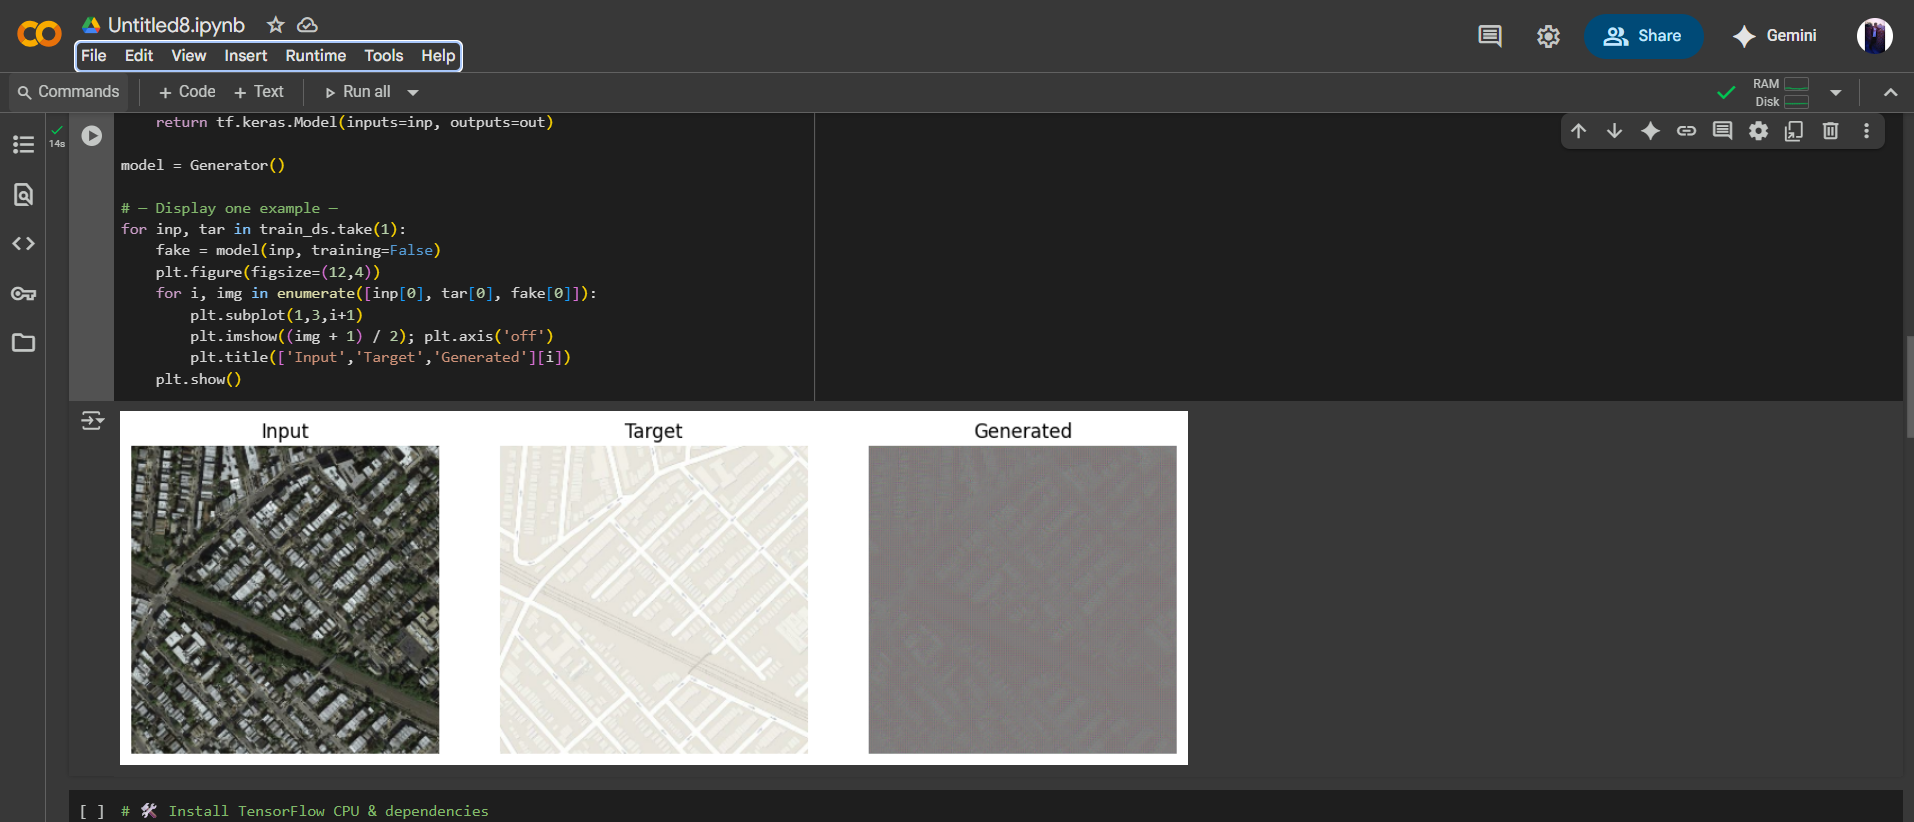 Untitled8.ipynb
File Edit View Insert Runtime Tools Help
Share
Gemini
Commands
+ Code + Text
Run all
RAM
Disk
14s
return tf.keras.Model(inputs=inp, outputs=out)
model = Generator()
# — Display one example —
for inp, tar in train_ds.take(1):
fake = model(inp, training=False)
plt.figure(figsize=(12,4))
for i, img in enumerate([inp[0], tar[0], fake[0]]):
plt.subplot(1,3,i+1)
plt.imshow((img + 1) / 2); plt.axis('off')
plt.title(['Input','Target','Generated'][i])
plt.show()
Input Target Generated
[ ] # 🛠 Install TensorFlow CPU & dependencies